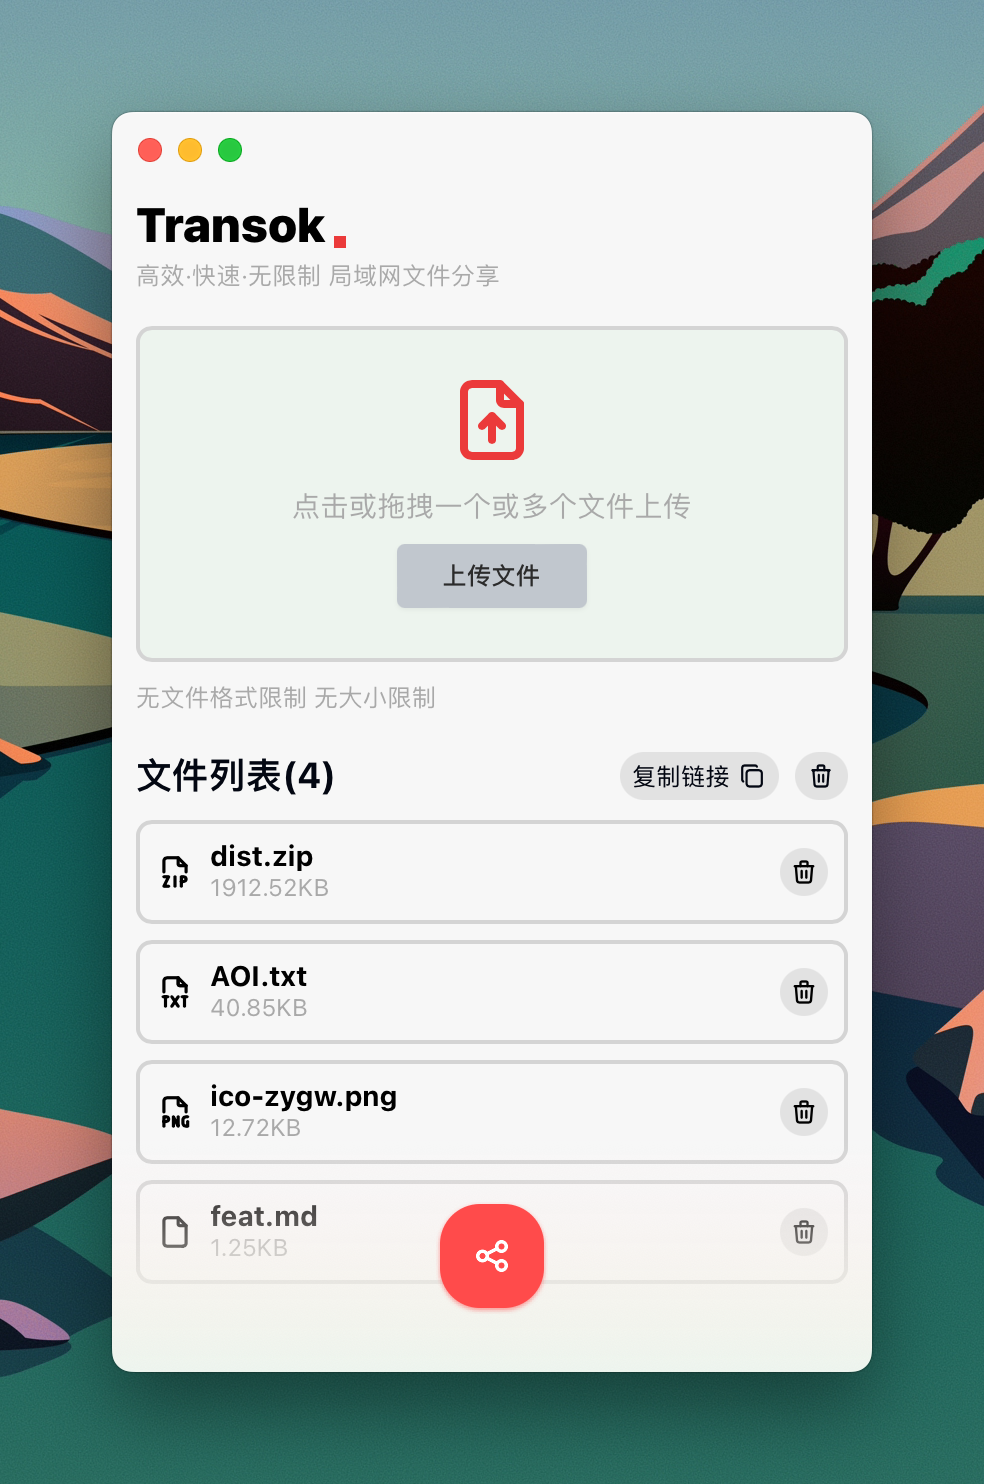 Transok.
高效·快速·无限制 局域网文件分享
点击或拖拽一个或多个文件上传
上传文件
无文件格式限制 无大小限制
文件列表(4)
复制链接
ZIP
dist.zip
1912.52KB
TXT
AOI.txt
40.85KB
PNG
ico-zygw.png
12.72KB
feat.md
1.25KB